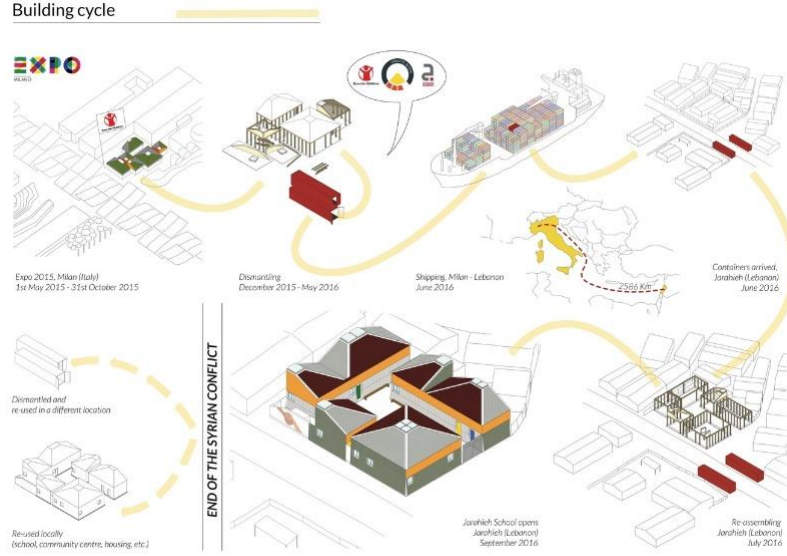 Building cycle
EXPO
MILANO
Save the Children
Expo 2015, Milan (Italy)
1st May 2015 - 31st October 2015
Dismantling
December 2015 - May 2016
Shipping, Milan - Lebanon
June 2016
2586 Km
Containers arrived,
Jarahieh (Lebanon)
June 2016
Dismantled and
re-used in a different location
Re-used locally
(school, community centre, housing, etc.)
END OF THE SYRIAN CONFLICT
Jarahieh School opens
Jarahieh (Lebanon)
September 2016
Re-assembling
Jarahieh (Lebanon)
July 2016